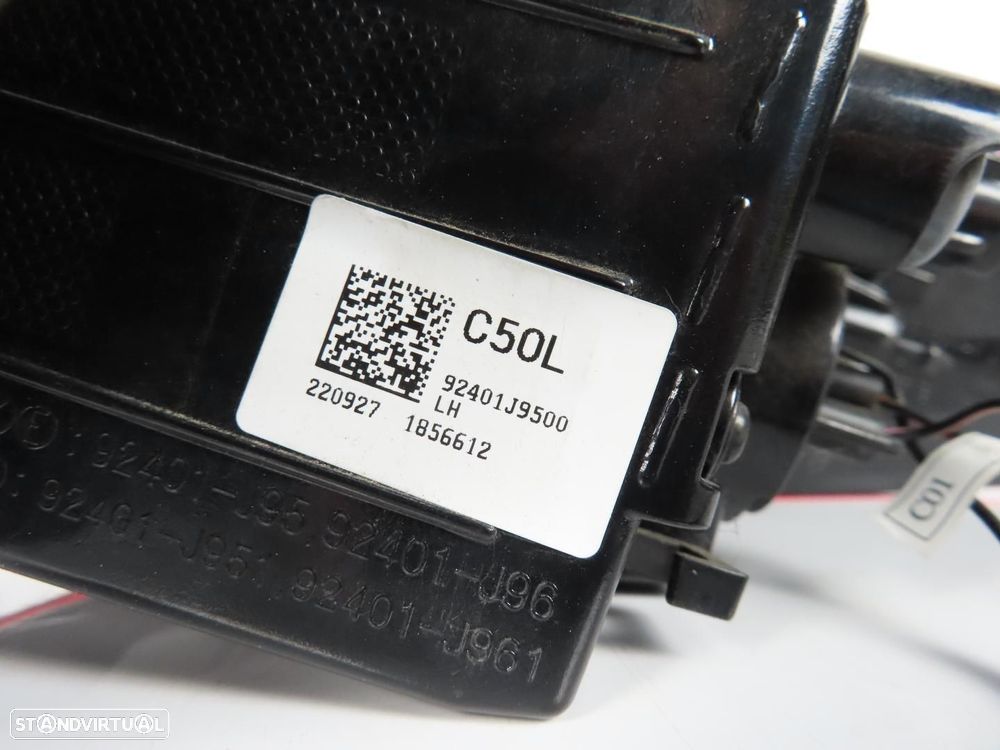 C50L
92401J9500
LH
220927 1856612
Ⓔ : 92401-J95, 92401-J96
: 92401-J951, 92401-J961
C01
STANDVIRTUAL